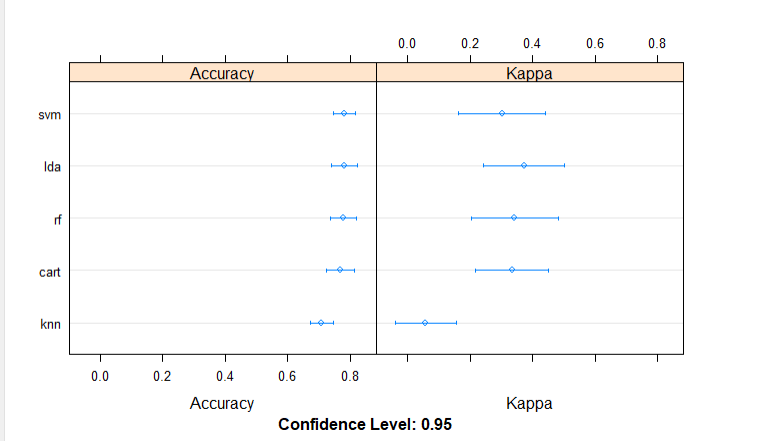 0.0 0.2 0.4 0.6 0.8
Accuracy Kappa
svm
lda
rf
cart
knn
0.0 0.2 0.4 0.6 0.8
Accuracy Kappa
Confidence Level: 0.95